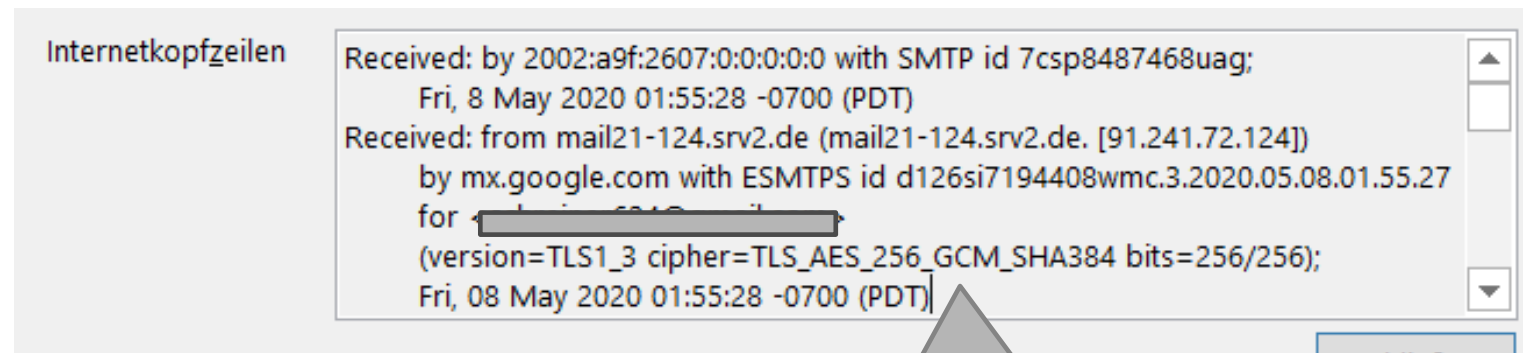 Internetkopfzeilen
Received: by 2002:a9f:2607:0:0:0:0:0 with SMTP id 7csp8487468uag;
Fri, 8 May 2020 01:55:28 -0700 (PDT)
Received: from mail21-124.srv2.de (mail21-124.srv2.de. [91.241.72.124])
by mx.google.com with ESMTPS id d126si7194408wmc.3.2020.05.08.01.55.27
for <
(version=TLS1_3 cipher=TLS_AES_256_GCM_SHA384 bits=256/256);
Fri, 08 May 2020 01:55:28 -0700 (PDT)